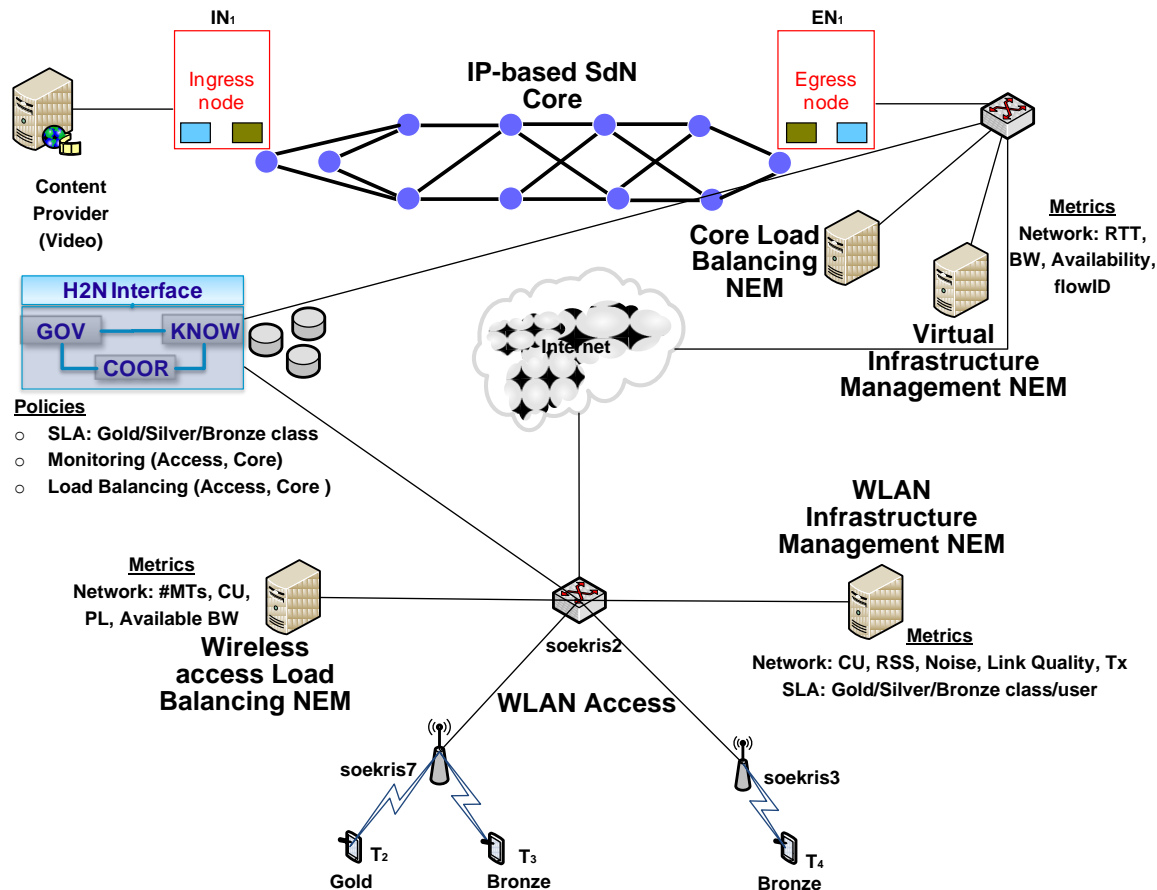 IN1
EN1
Ingress
node
IP-based SdN
Core
Egress
node
Content
Provider
(Video)
Core Load
Balancing
NEM
Metrics
Network: RTT,
BW, Availability,
flowID
Virtual
Infrastructure
Management NEM
H2N Interface
GOV
KNOW
COOR
Internet
Policies
o SLA: Gold/Silver/Bronze class
o Monitoring (Access, Core)
o Load Balancing (Access, Core )
WLAN
Infrastructure
Management NEM
Metrics
Network: #MTs, CU,
PL, Available BW
Wireless
access Load
Balancing NEM
soekris2
Metrics
Network: CU, RSS, Noise, Link Quality, Tx
SLA: Gold/Silver/Bronze class/user
WLAN Access
soekris7
soekris3
T2
Gold
T3
Bronze
T4
Bronze